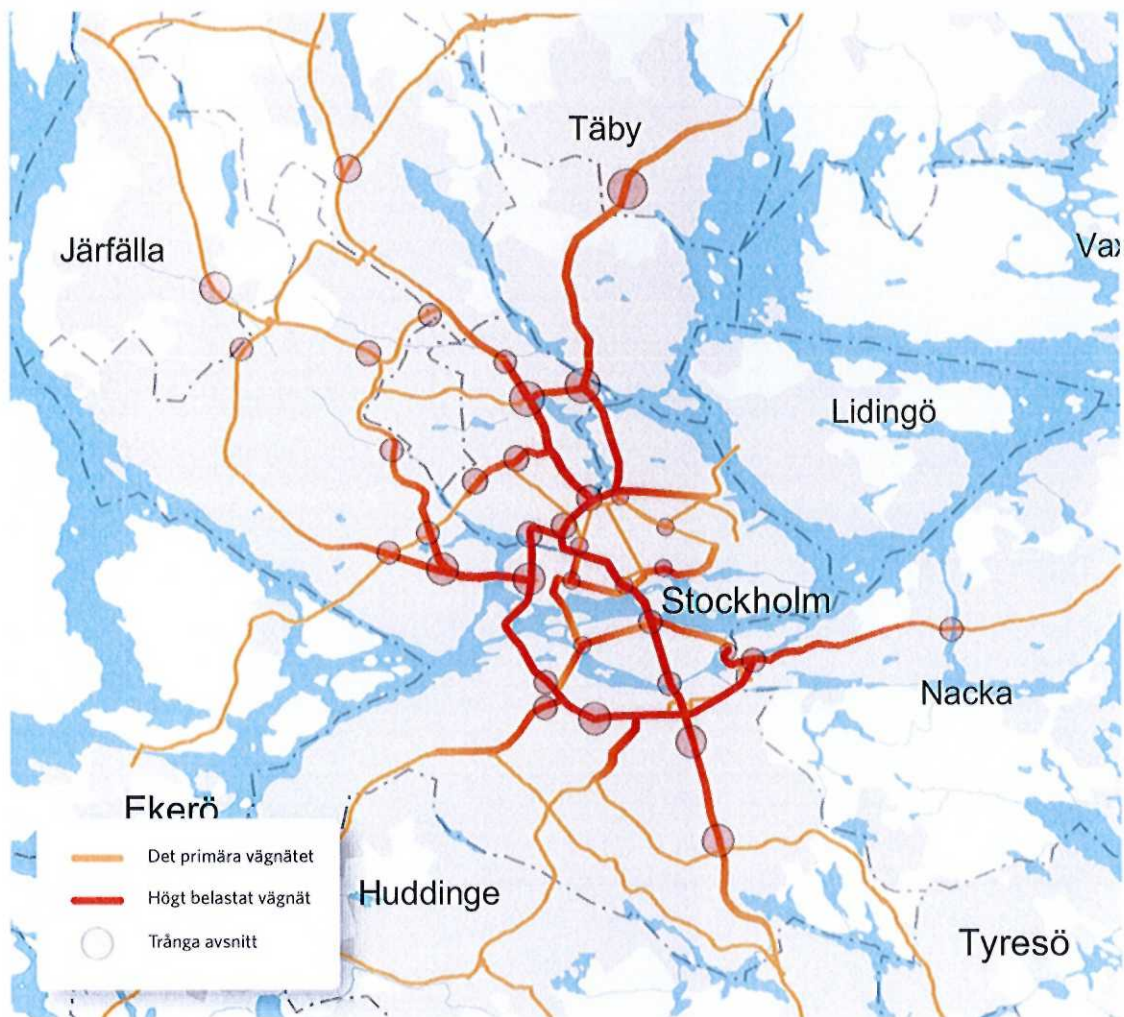 Täby
Järfälla
Vax
Lidingö
Stockholm
Nacka
Ekerö
Det primära vägnätet
Högt belastat vägnät
Trånga avsnitt
Huddinge
Tyresö